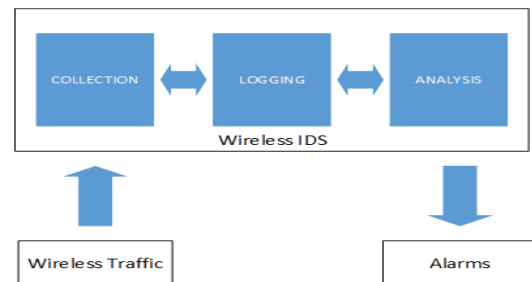 COLLECTION LOGGING ANALYSIS
Wireless IDS
Wireless Traffic Alarms